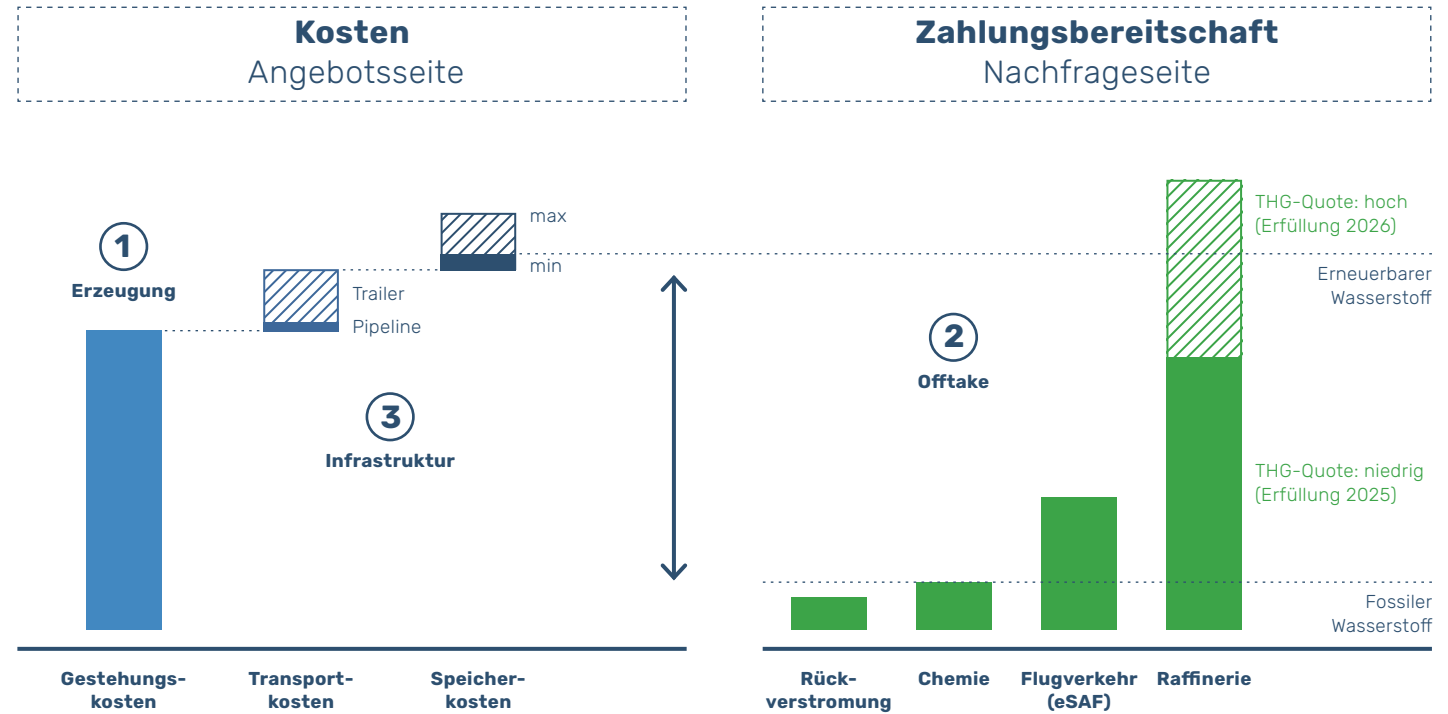 Kosten
Angebotsseite
Zahlungsbereitschaft
Nachfrageseite
1
Erzeugung
max
min
Trailer
Pipeline
3
Infrastruktur
Gestehungs-
kosten
Transport-
kosten
Speicher-
kosten
THG-Quote: hoch
(Erfüllung 2026)
Erneuerbarer
Wasserstoff
2
Offtake
THG-Quote: niedrig
(Erfüllung 2025)
Fossiler
Wasserstoff
Rück-
verstromung
Chemie
Flugverkehr
(eSAF)
Raffinerie